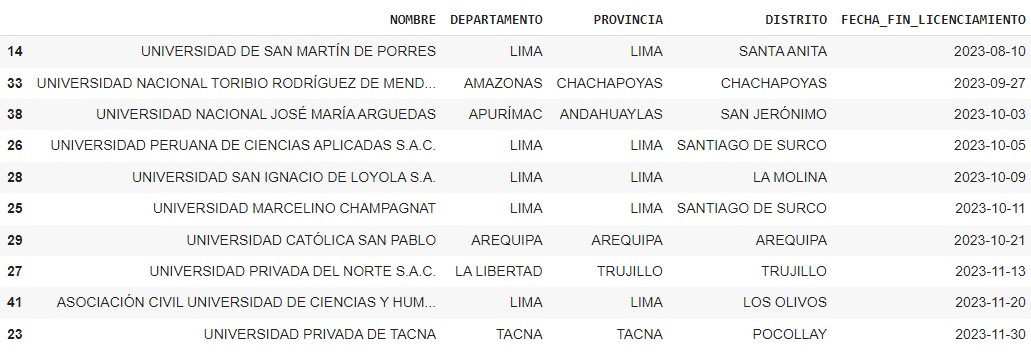 NOMBRE DEPARTAMENTO PROVINCIA DISTRITO FECHA_FIN_LICENCIAMIENTO
14 UNIVERSIDAD DE SAN MARTÍN DE PORRES LIMA LIMA SANTA ANITA 2023-08-10
33 UNIVERSIDAD NACIONAL TORIBIO RODRÍGUEZ DE MEND... AMAZONAS CHACHAPOYAS CHACHAPOYAS 2023-09-27
38 UNIVERSIDAD NACIONAL JOSÉ MARÍA ARGUEDAS APURÍMAC ANDAHUAYLAS SAN JERÓNIMO 2023-10-03
26 UNIVERSIDAD PERUANA DE CIENCIAS APLICADAS S.A.C. LIMA LIMA SANTIAGO DE SURCO 2023-10-05
28 UNIVERSIDAD SAN IGNACIO DE LOYOLA S.A. LIMA LIMA LA MOLINA 2023-10-09
25 UNIVERSIDAD MARCELINO CHAMPAGNAT LIMA LIMA SANTIAGO DE SURCO 2023-10-11
29 UNIVERSIDAD CATÓLICA SAN PABLO AREQUIPA AREQUIPA AREQUIPA 2023-10-21
27 UNIVERSIDAD PRIVADA DEL NORTE S.A.C. LA LIBERTAD TRUJILLO TRUJILLO 2023-11-13
41 ASOCIACIÓN CIVIL UNIVERSIDAD DE CIENCIAS Y HUM... LIMA LIMA LOS OLIVOS 2023-11-20
23 UNIVERSIDAD PRIVADA DE TACNA TACNA TACNA POCOLLAY 2023-11-30